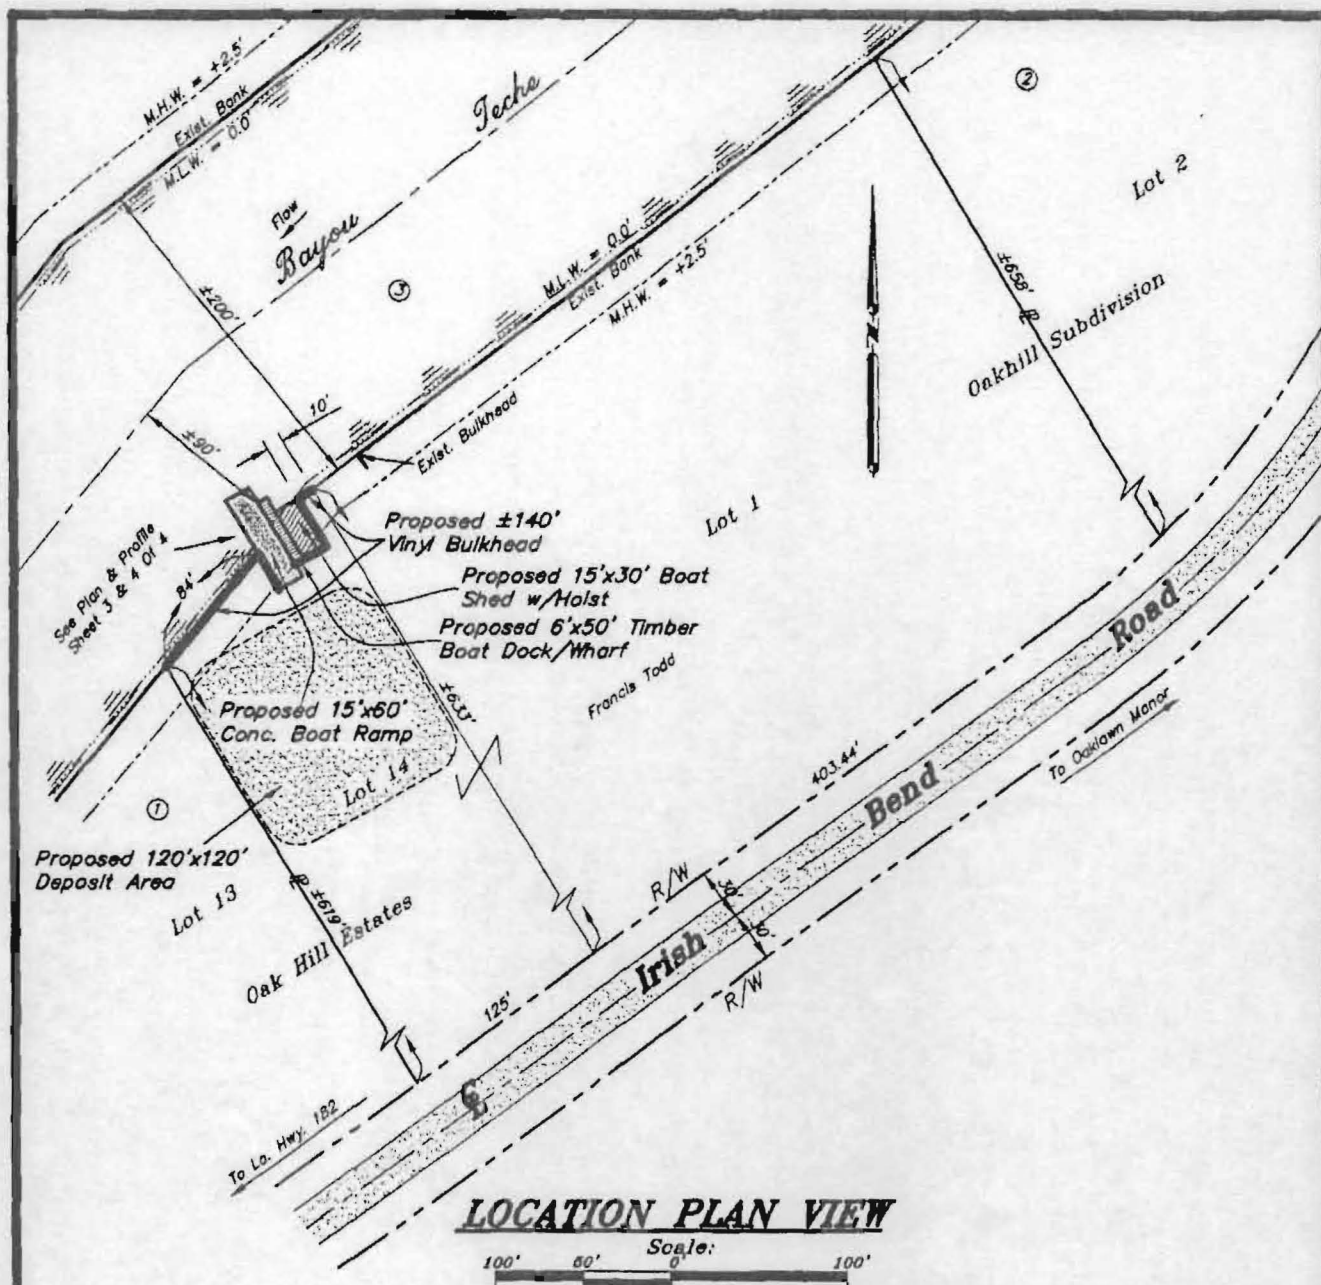 M.H.W. = +2.5'
Exist. Bank
M.L.W. = 0.0'
Teche
Flow
Bayou
3
2
Lot 2
±658' PL
Oakhill Subdivision
±200'
M.L.W. = 0.0'
Exist. Bank
M.H.W. = +2.5'
N
10'
±90'
Exist. Bulkhead
See Plan & Profile
Sheet 3 & 4 Of 4
84'
Proposed ±140'
Vinyl Bulkhead
Lot 1
Proposed 15'x30' Boat
Shed w/Hoist
Proposed 6'x50' Timber
Boat Dock/Wharf
Francis Todd
Proposed 15'x60'
Conc. Boat Ramp
±633'
Lot 14
1
Proposed 120'x120'
Deposit Area
Lot 13
PL ±619'
Oak Hill Estates
403.44'
Irish Bend Road
To Oaklawn Manor
R/W
50'
R/W
125'
CL
To La. Hwy. 182
LOCATION PLAN VIEW
Scale:
100' 50' 0' 100'